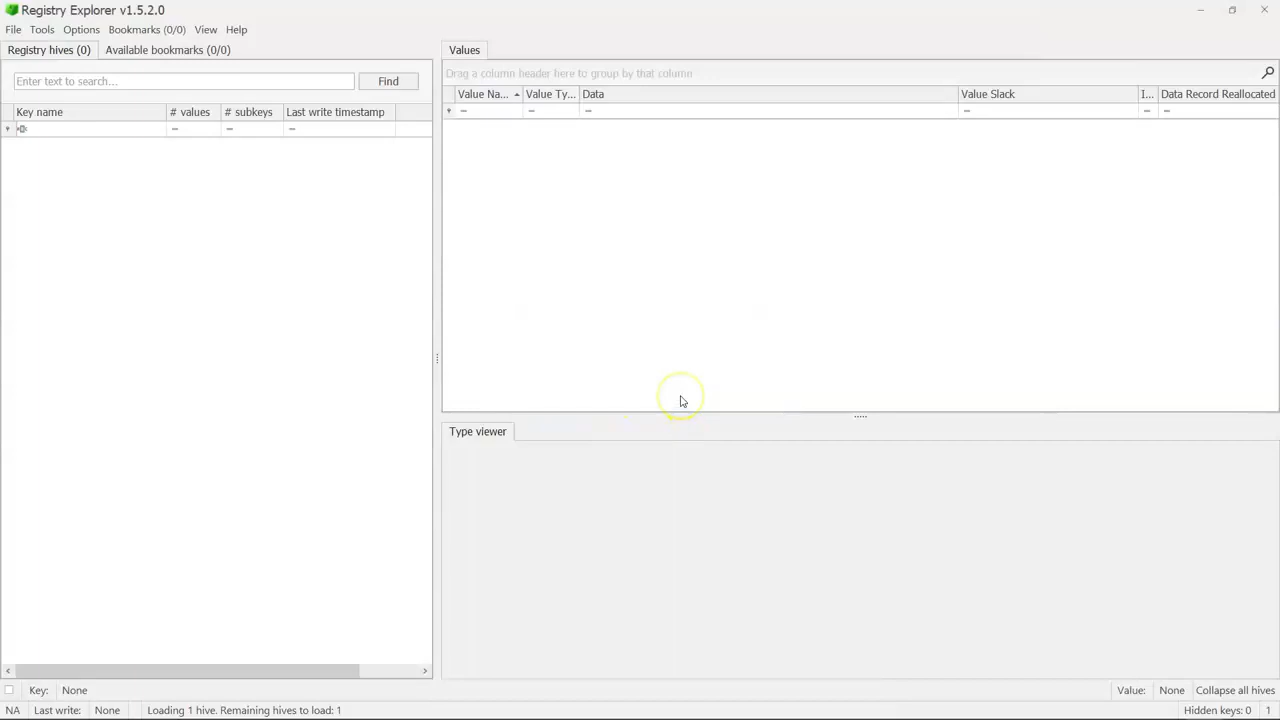 Registry Explorer v1.5.2.0
File Tools Options Bookmarks (0/0) View Help
Registry hives (0) Available bookmarks (0/0)
Enter text to search... Find
Key name # values # subkeys Last write timestamp
Values
Drag a column header here to group by that column
Value Na... Value Ty... Data Value Slack I... Data Record Reallocated
Type viewer
Key: None
Value: None Collapse all hives
NA Last write: None Loading 1 hive. Remaining hives to load: 1
Hidden keys: 0 1